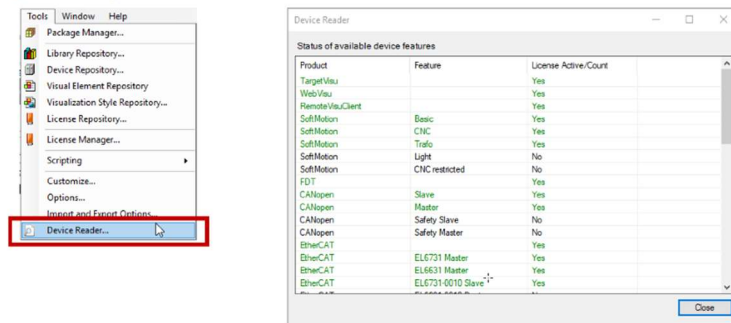 Tools Window Help
Package Manager...
Library Repository...
Device Repository...
Visual Element Repository
Visualization Style Repository...
License Repository...
License Manager...
Scripting
Customize...
Options...
Import and Export Options...
Device Reader...
Device Reader
Status of available device features
Product Feature License Active/Count
TargetVisu Yes
WebVisu Yes
RemoteVisuClient Yes
SoftMotion Basic Yes
SoftMotion CNC Yes
SoftMotion Trafo Yes
SoftMotion Light No
SoftMotion CNC restricted No
FDT Yes
CANopen Slave Yes
CANopen Master Yes
CANopen Safety Slave No
CANopen Safety Master No
EtherCAT Yes
EtherCAT EL6731 Master Yes
EtherCAT EL6631 Master Yes
EtherCAT EL6731-0010 Slave Yes
Close